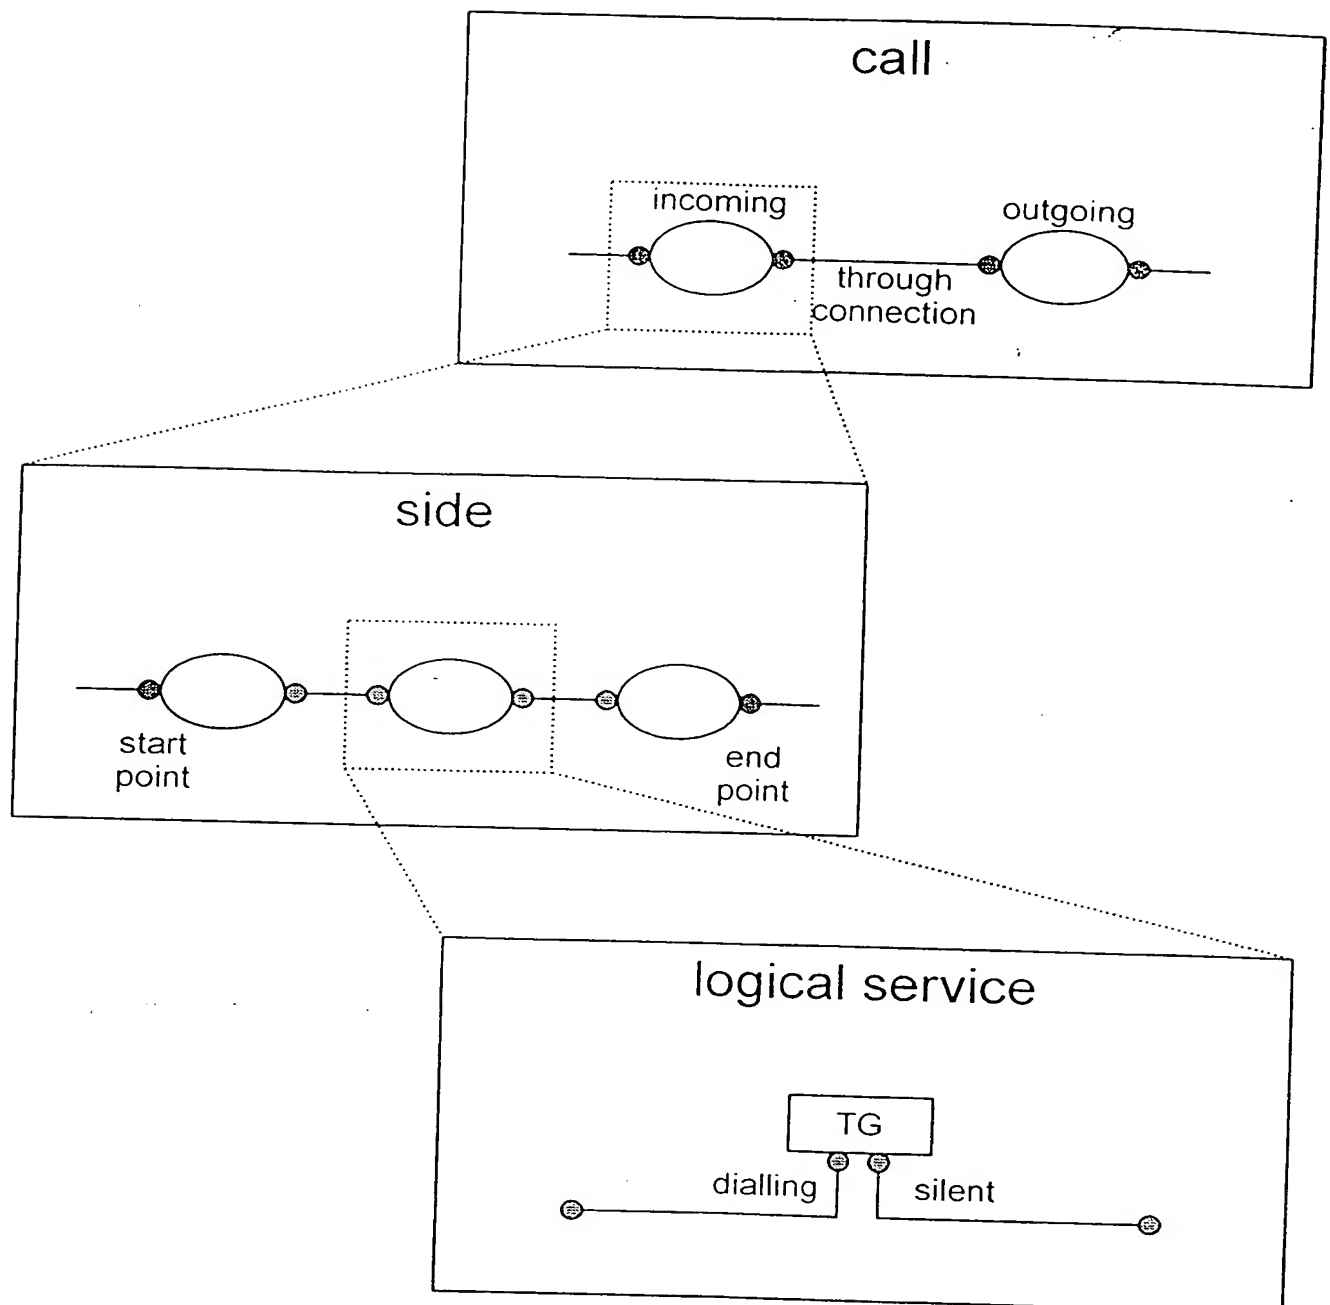 call
incoming
outgoing
through
connection
side
start
point
end
point
logical service
TG
dialling
silent